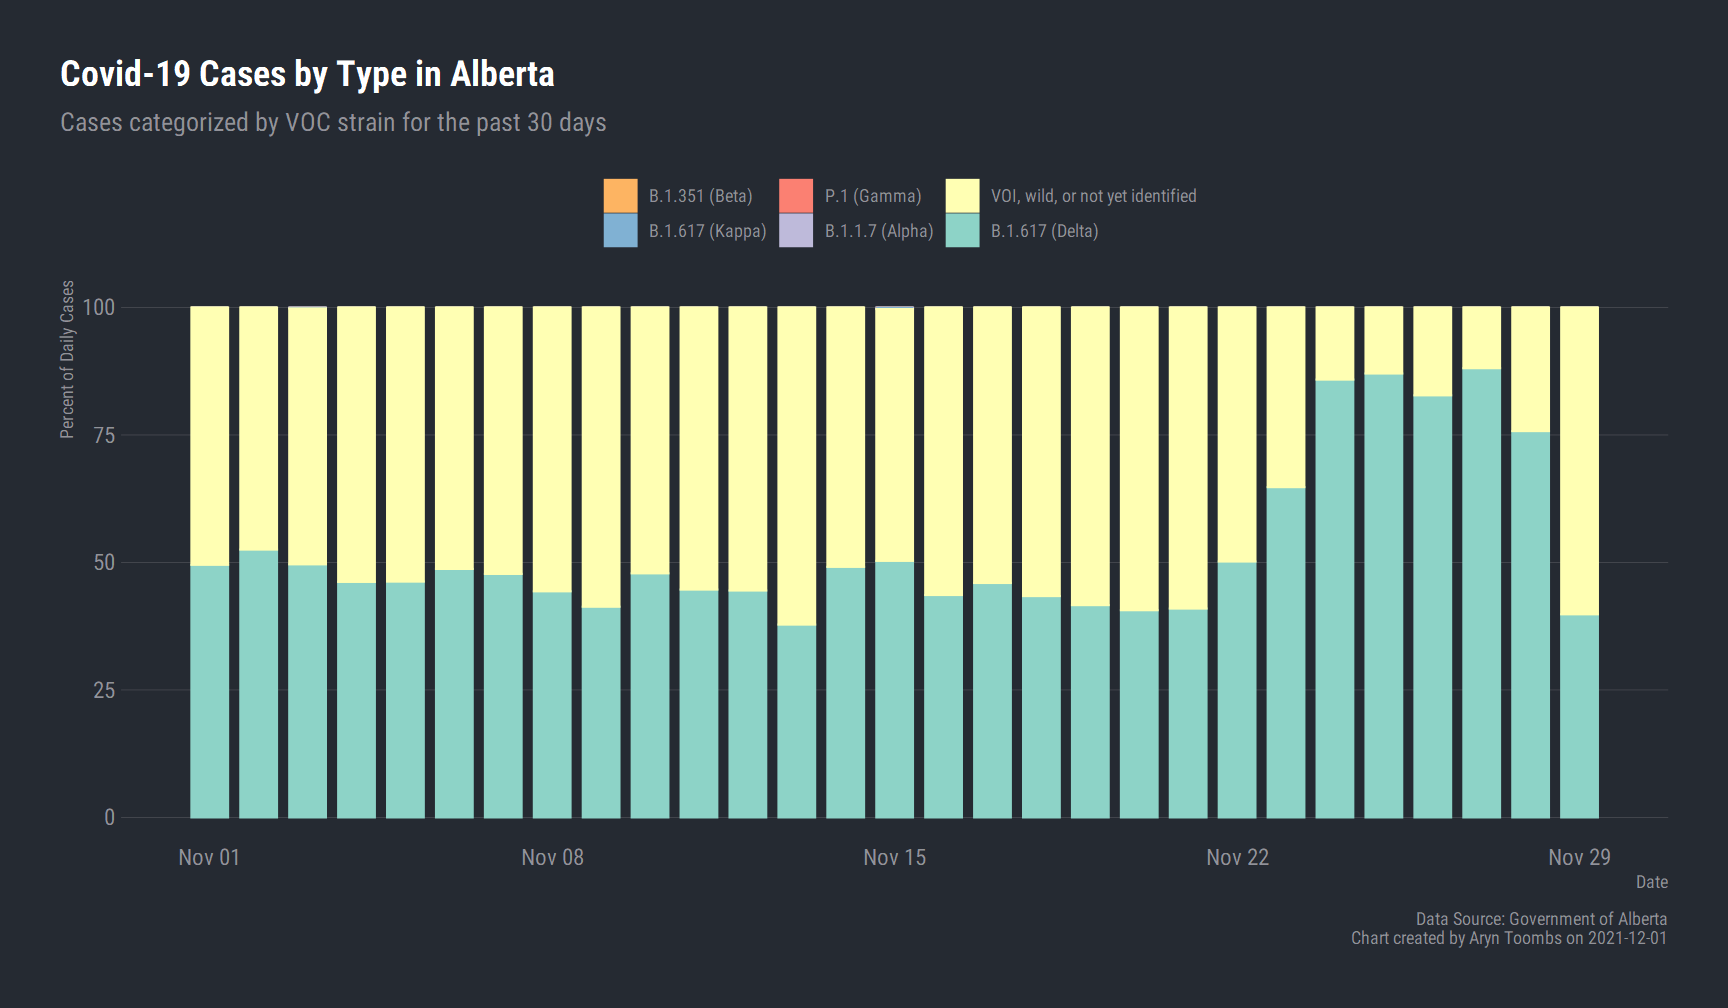 Covid-19 Cases by Type in Alberta
Cases categorized by VOC strain for the past 30 days
B.1.351 (Beta) P.1 (Gamma) VOI, wild, or not yet identified
B.1.617 (Kappa) B.1.1.7 (Alpha) B.1.617 (Delta)
Percent of Daily Cases
100
75
50
25
0
Nov 01 Nov 08 Nov 15 Nov 22 Nov 29
Date
Data Source: Government of Alberta
Chart created by Aryn Toombs on 2021-12-01